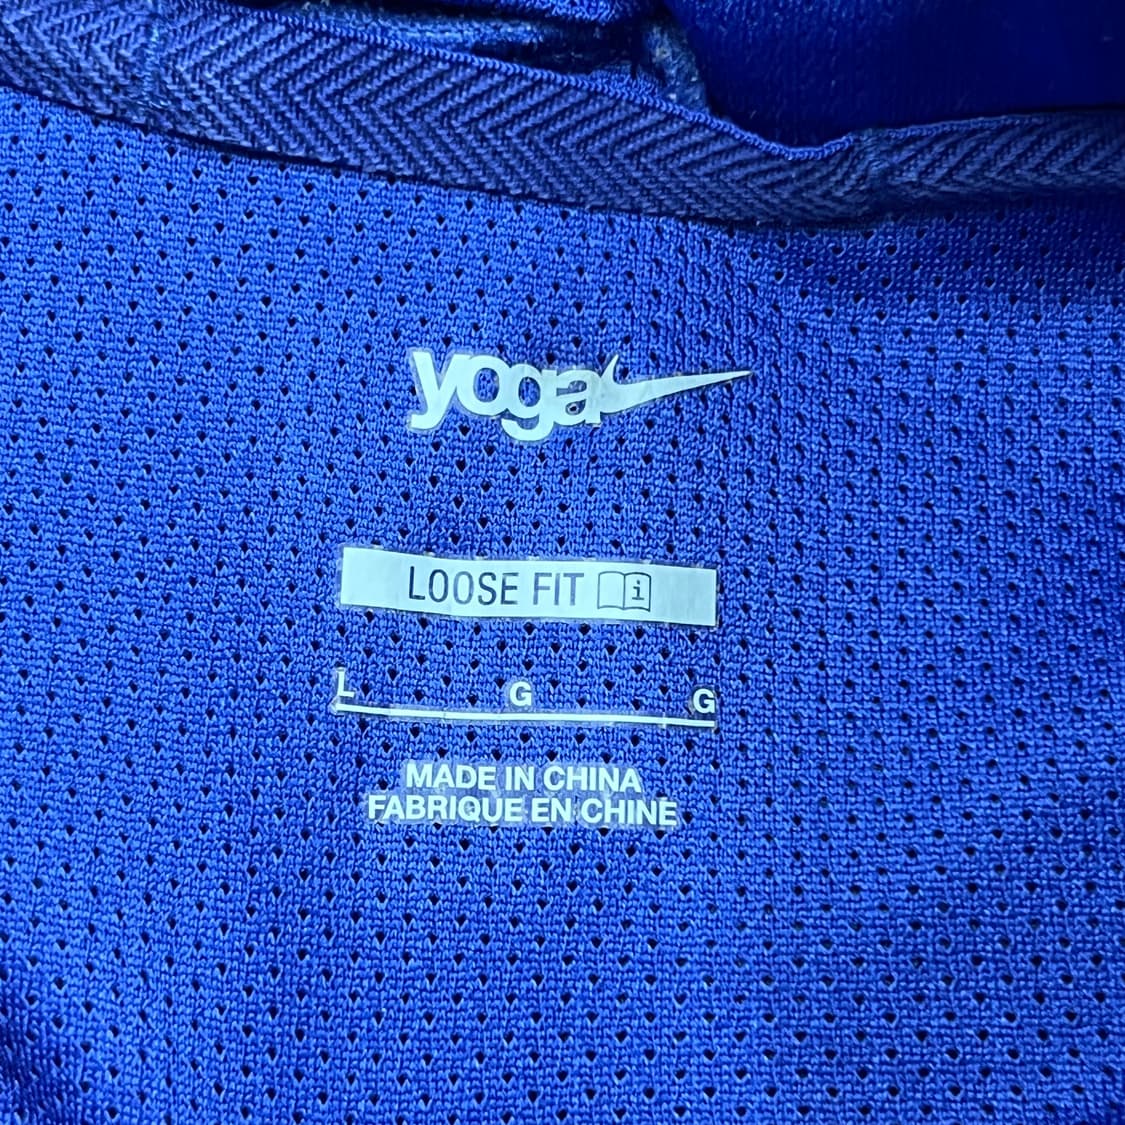 yoga
LOOSE FIT i
L G G
MADE IN CHINA
FABRIQUE EN CHINE